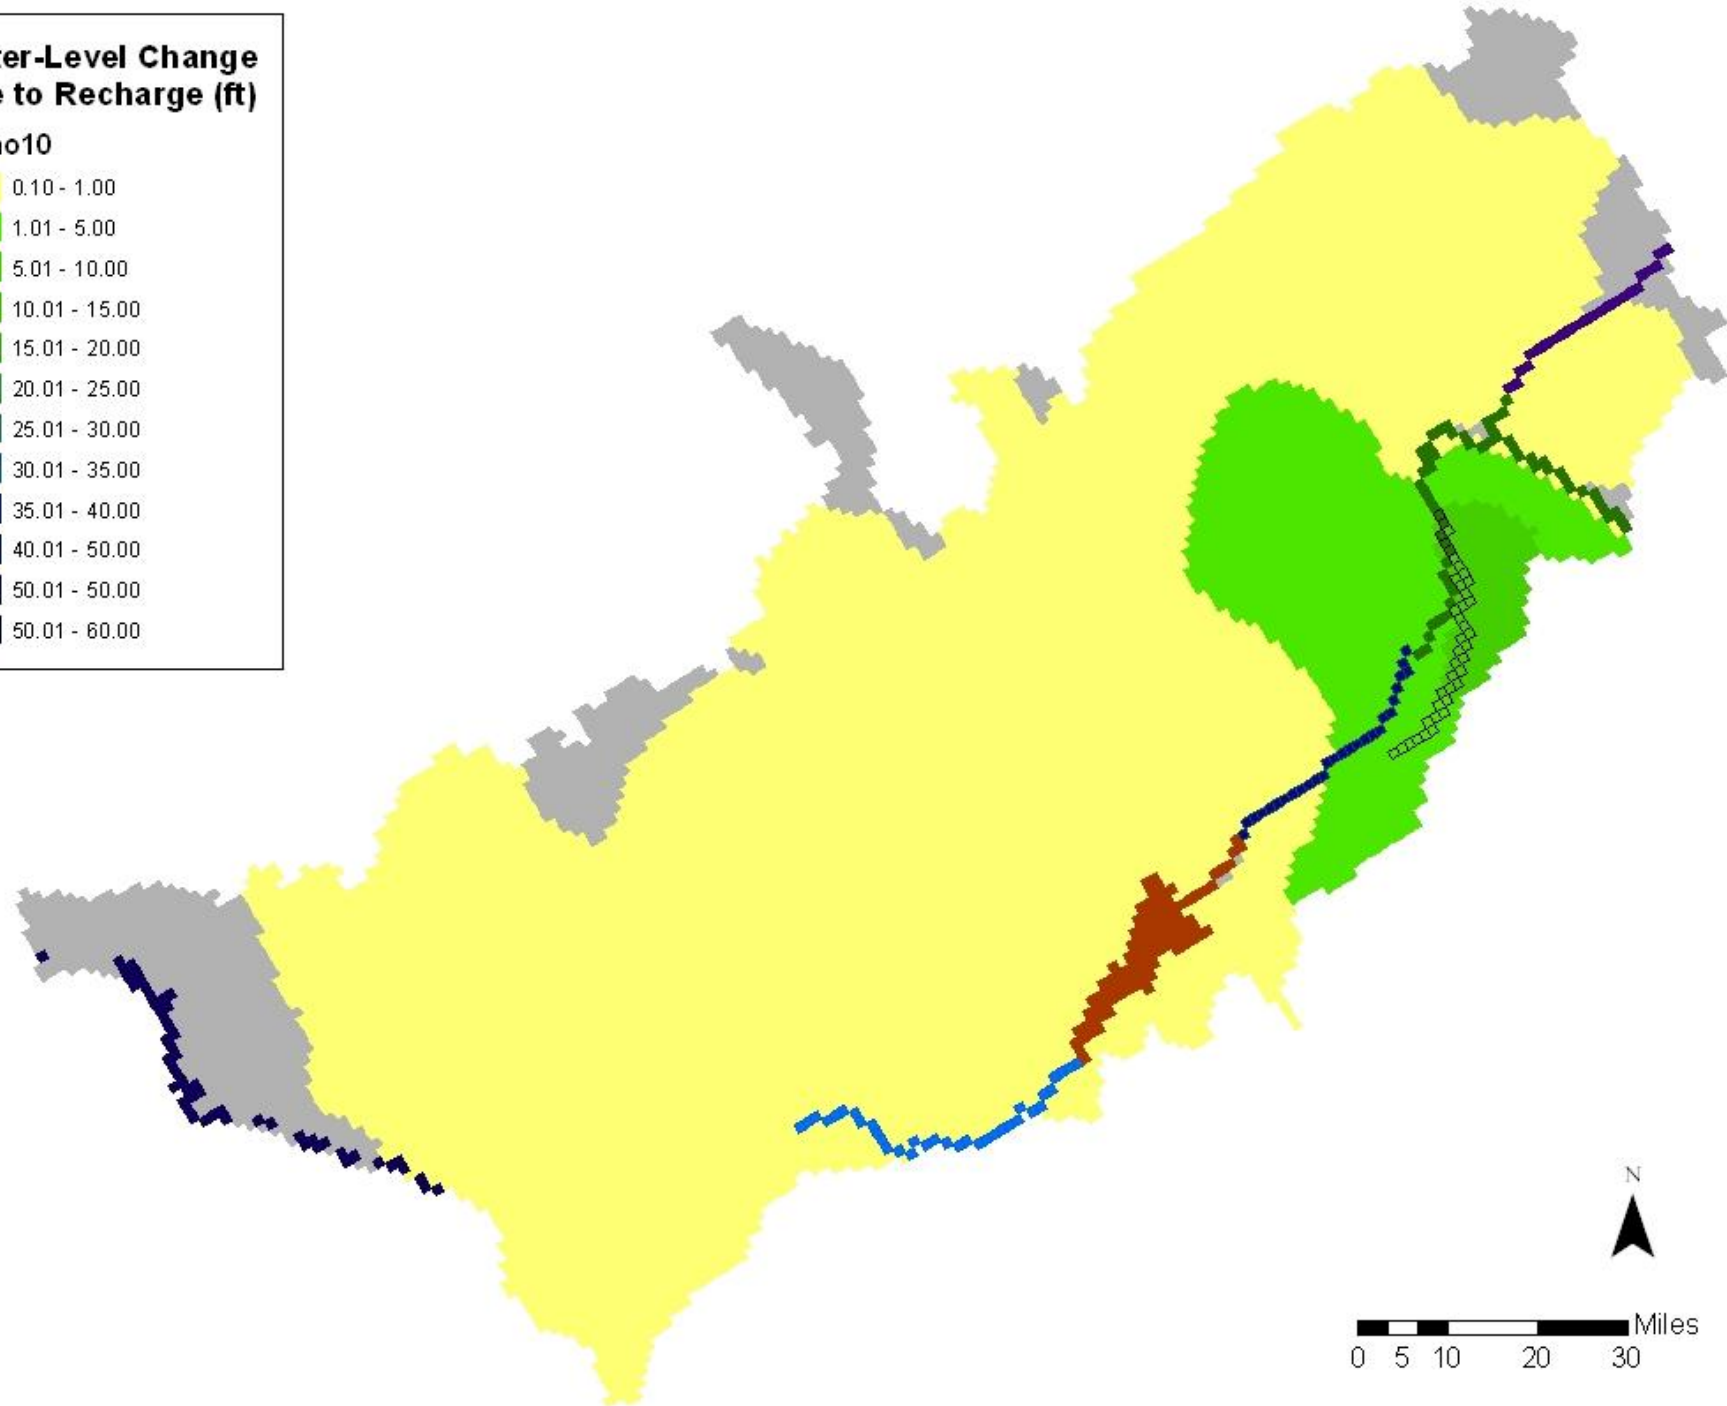 ter-Level Change
e to Recharge (ft)
no10
0.10 - 1.00
1.01 - 5.00
5.01 - 10.00
10.01 - 15.00
15.01 - 20.00
20.01 - 25.00
25.01 - 30.00
30.01 - 35.00
35.01 - 40.00
40.01 - 50.00
50.01 - 50.00
50.01 - 60.00
N
Miles
0 5 10 20 30